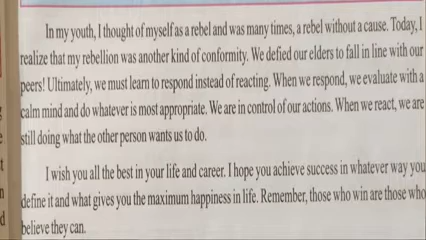 In my youth, I thought of myself as a rebel and was many times, a rebel without a cause. Today, I
realize that my rebellion was another kind of conformity. We defied our elders to fall in line with our
peers! Ultimately, we must learn to respond instead of reacting. When we respond, we evaluate with a
calm mind and do whatever is most appropriate. We are in control of our actions. When we react, we are
still doing what the other person wants us to do.
I wish you all the best in your life and career. I hope you achieve success in whatever way you
define it and what gives you the maximum happiness in life. Remember, those who win are those who
believe they can.